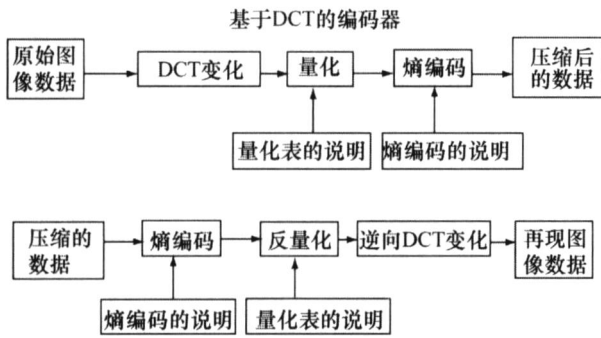 基于DCT的编码器
原始图
像数据
DCT变化
量化
熵编码
压缩后
的数据
量化表的说明
熵编码的说明
压缩的
数据
熵编码
反量化
逆向DCT变化
再现图
像数据
熵编码的说明
量化表的说明